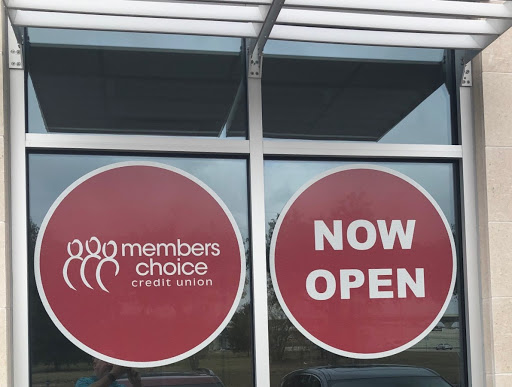 members
choice
credit union
NOW
OPEN